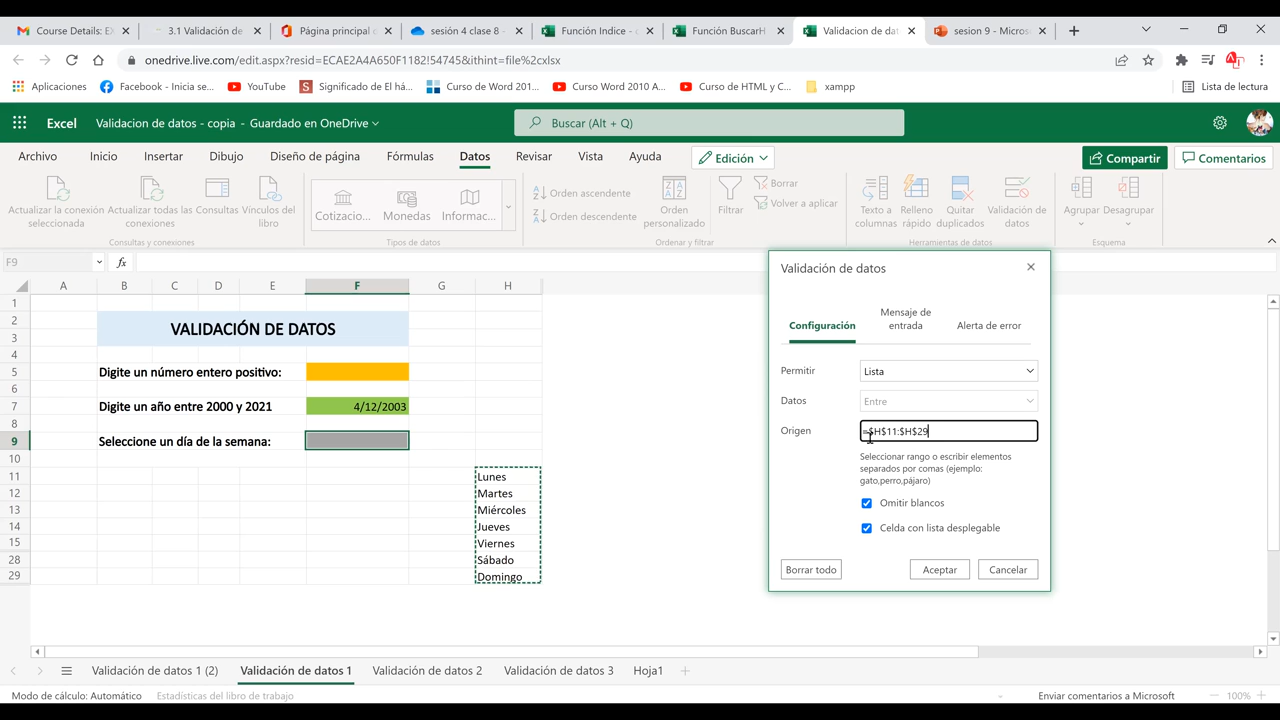 Course Details: EX
3.1 Validación de
Página principal c
sesión 4 clase 8 -
Función Indice - c
Función BuscarH
Validacion de dat
sesion 9 - Micros
onedrive.live.com/edit.aspx?resid=ECAE2A4A650F1182!54745&ithint=file%2cxlsx
Aplicaciones
Facebook - Inicia se...
YouTube
Significado de El há...
Curso de Word 201...
Curso Word 2010 A...
Curso de HTML y C...
xampp
Lista de lectura
Excel
Validacion de datos - copia - Guardado en OneDrive
Buscar (Alt + Q)
Archivo Inicio Insertar Dibujo Diseño de página Fórmulas Datos Revisar Vista Ayuda
Edición
Compartir
Comentarios
Actualizar la conexión seleccionada
Actualizar todas las conexiones
Consultas
Vínculos del libro
Consultas y conexiones
Cotizacio...
Monedas
Informac...
Tipos de datos
Orden ascendente
Orden descendente
Orden personalizado
Filtrar
Borrar
Volver a aplicar
Ordenar y filtrar
Texto a columnas
Relleno rápido
Quitar duplicados
Validación de datos
Herramientas de datos
Agrupar
Desagrupar
Esquema
F9
fx
A B C D E F G H
1
2
VALIDACIÓN DE DATOS
3
4
5 Digite un número entero positivo:
6
7 Digite un año entre 2000 y 2021 4/12/2003
8
9 Seleccione un día de la semana:
10
11 Lunes
12 Martes
13 Miércoles
14 Jueves
15 Viernes
28 Sábado
29 Domingo
Validación de datos
Configuración
Mensaje de entrada
Alerta de error
Permitir Lista
Datos Entre
Origen =$H$11:$H$29
Seleccionar rango o escribir elementos
separados por comas (ejemplo:
gato,perro,pájaro)
Omitir blancos
Celda con lista desplegable
Borrar todo
Aceptar
Cancelar
Validación de datos 1 (2)
Validación de datos 1
Validación de datos 2
Validación de datos 3
Hoja1
Modo de cálculo: Automático
Estadísticas del libro de trabajo
Enviar comentarios a Microsoft
100%